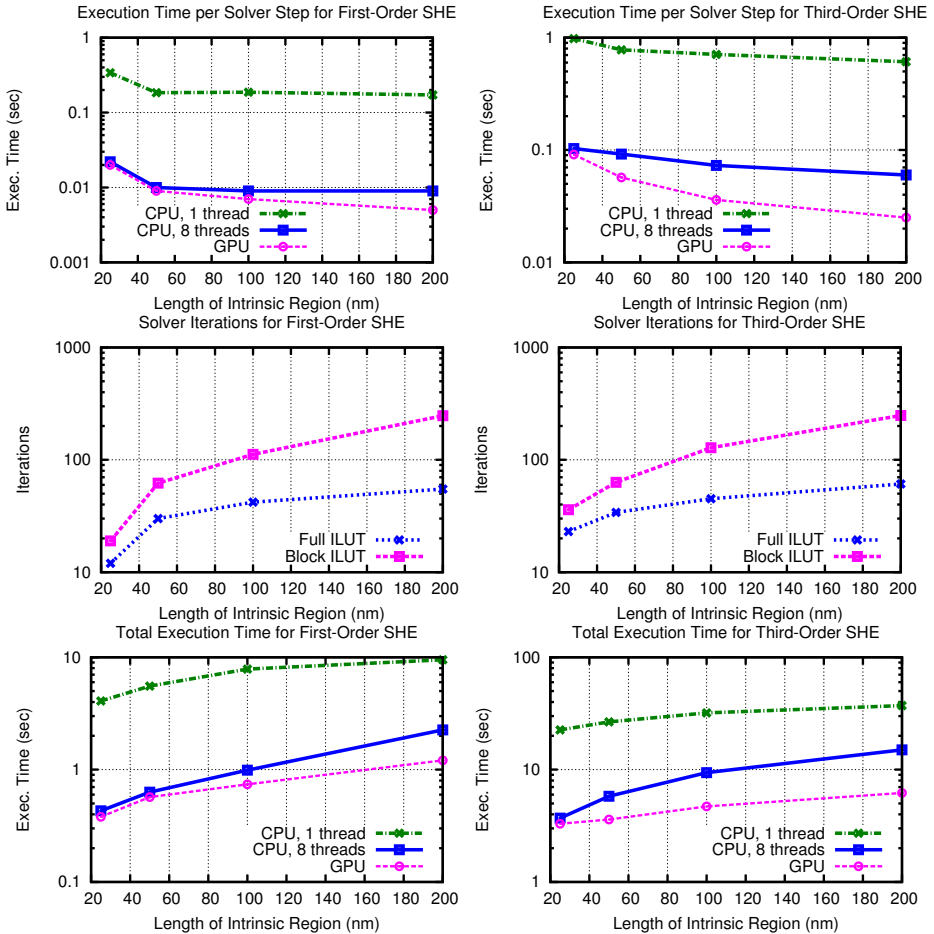 Execution Time per Solver Step for First-Order SHE
1
0.1
0.01
0.001
Exec. Time (sec)
CPU, 1 thread
CPU, 8 threads
GPU
20 40 60 80 100 120 140 160 180 200
Length of Intrinsic Region (nm)
Execution Time per Solver Step for Third-Order SHE
1
0.1
0.01
Exec. Time (sec)
CPU, 1 thread
CPU, 8 threads
GPU
20 40 60 80 100 120 140 160 180 200
Length of Intrinsic Region (nm)
Solver Iterations for First-Order SHE
1000
100
10
Iterations
Full ILUT
Block ILUT
20 40 60 80 100 120 140 160 180 200
Length of Intrinsic Region (nm)
Solver Iterations for Third-Order SHE
1000
100
10
Iterations
Full ILUT
Block ILUT
20 40 60 80 100 120 140 160 180 200
Length of Intrinsic Region (nm)
Total Execution Time for First-Order SHE
10
1
0.1
Exec. Time (sec)
CPU, 1 thread
CPU, 8 threads
GPU
20 40 60 80 100 120 140 160 180 200
Length of Intrinsic Region (nm)
Total Execution Time for Third-Order SHE
100
10
1
Exec. Time (sec)
CPU, 1 thread
CPU, 8 threads
GPU
20 40 60 80 100 120 140 160 180 200
Length of Intrinsic Region (nm)